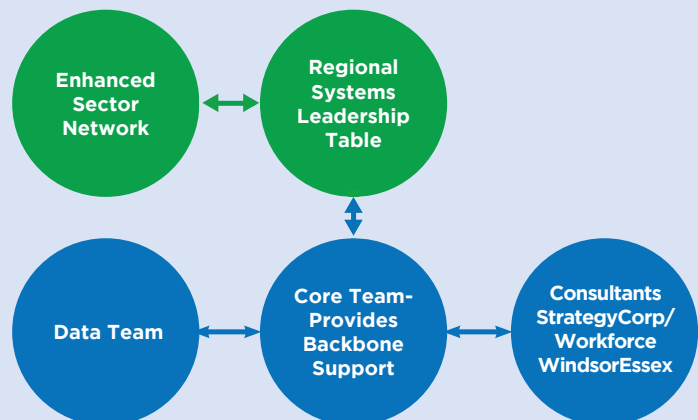 Enhanced
Sector
Network
Regional
Systems
Leadership
Table
Data Team
Core Team-
Provides
Backbone
Support
Consultants
StrategyCorp/
Workforce
WindsorEssex